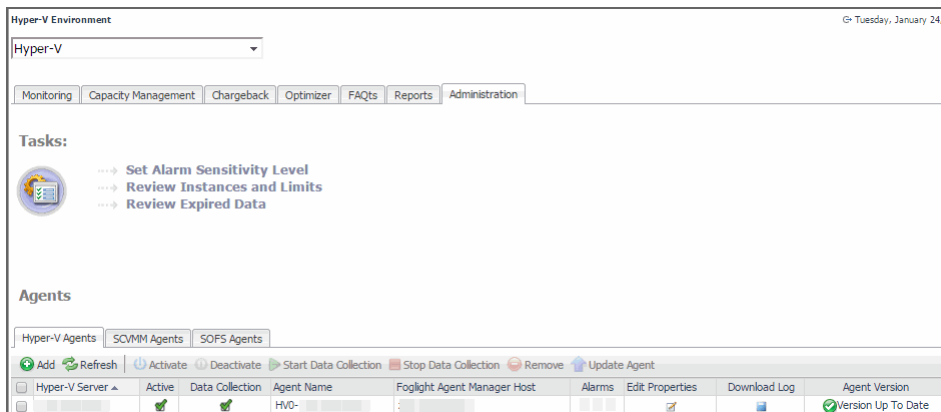 Hyper-V Environment
Tuesday, January 24,
Hyper-V
Monitoring Capacity Management Chargeback Optimizer FAQts Reports Administration
Tasks:
Set Alarm Sensitivity Level
Review Instances and Limits
Review Expired Data
Agents
Hyper-V Agents SCVMM Agents SOFS Agents
Add Refresh Activate Deactivate Start Data Collection Stop Data Collection Remove Update Agent
Hyper-V Server Active Data Collection Agent Name Foglight Agent Manager Host Alarms Edit Properties Download Log Agent Version
HV0- Version Up To Date